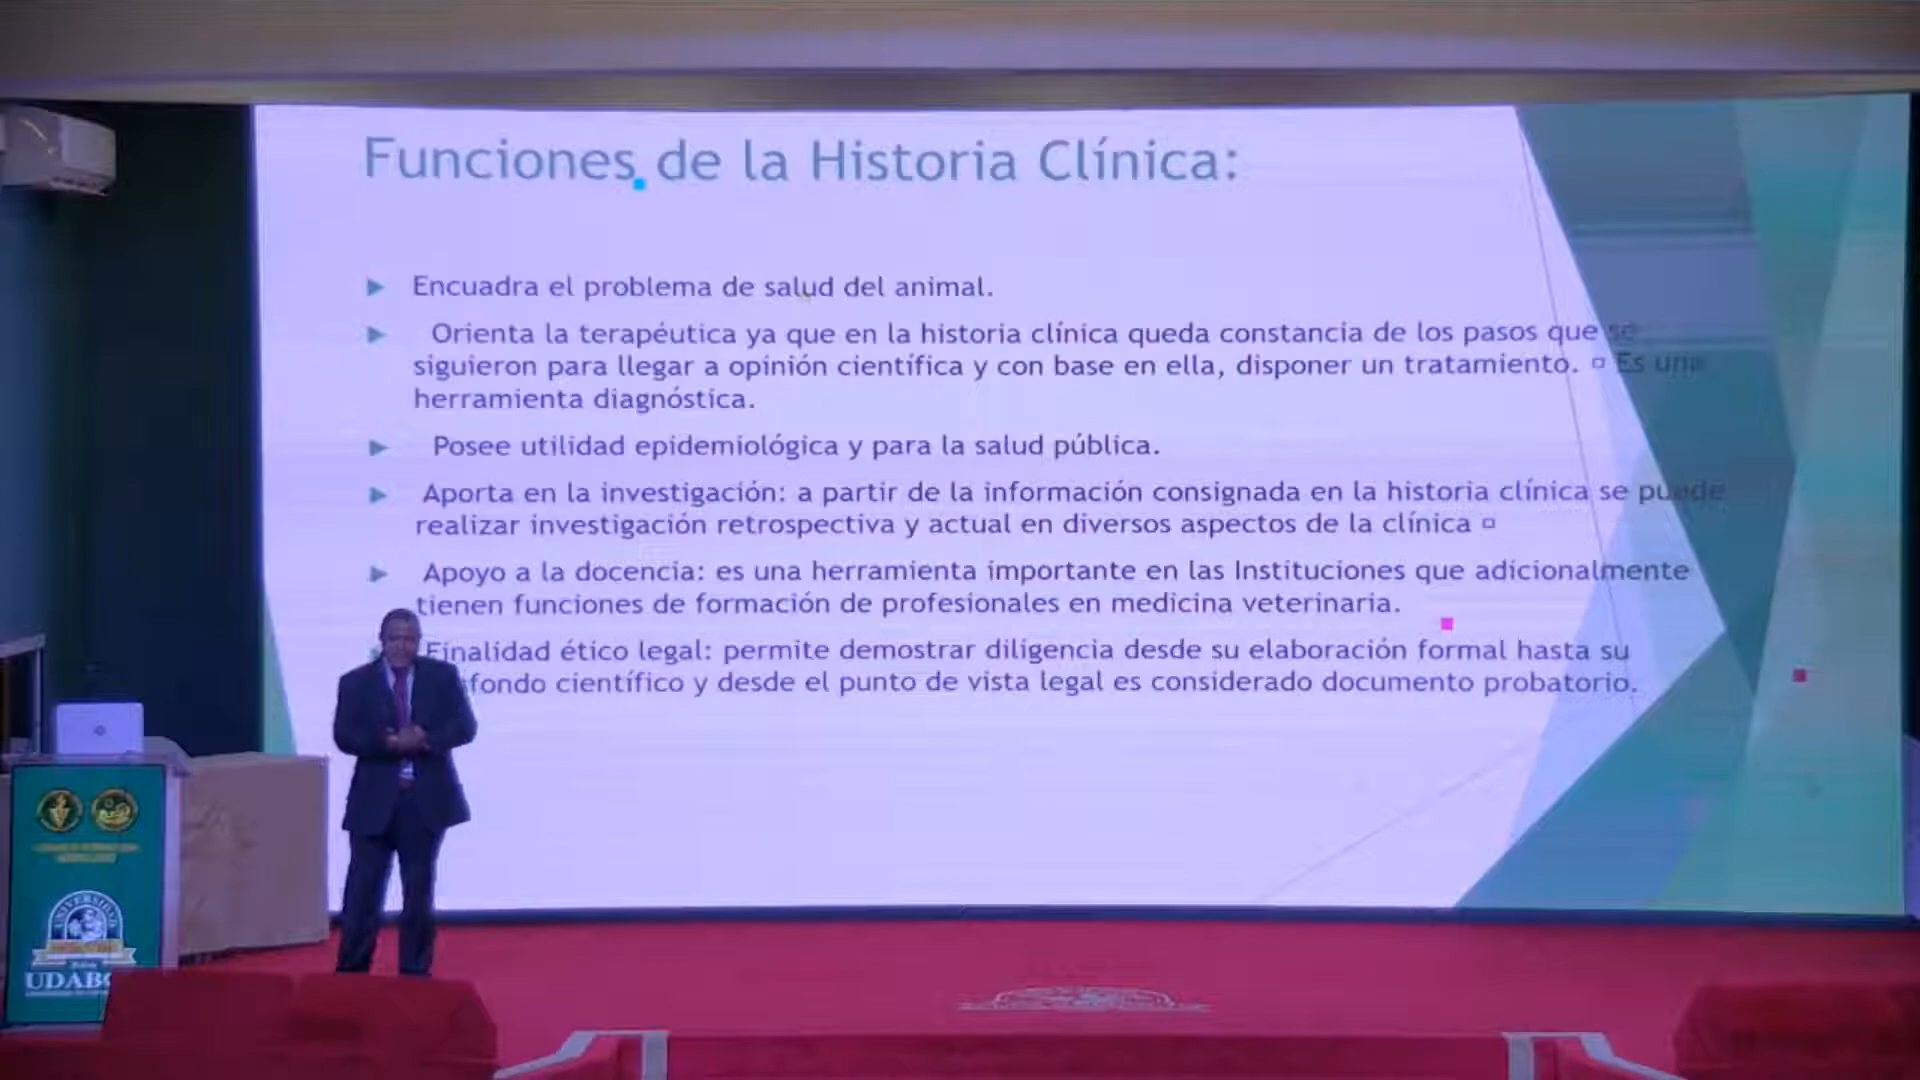 Funciones de la Historia Clínica:
Encuadra el problema de salud del animal.
Orienta la terapéutica ya que en la historia clínica queda constancia de los pasos que se
siguieron para llegar a opinión científica y con base en ella, disponer un tratamiento. ▫ Es una
herramienta diagnóstica.
Posee utilidad epidemiológica y para la salud pública.
Aporta en la investigación: a partir de la información consignada en la historia clínica se puede
realizar investigación retrospectiva y actual en diversos aspectos de la clínica ▫
Apoyo a la docencia: es una herramienta importante en las Instituciones que adicionalmente
tienen funciones de formación de profesionales en medicina veterinaria.
Finalidad ético legal: permite demostrar diligencia desde su elaboración formal hasta su
fondo científico y desde el punto de vista legal es considerado documento probatorio.
UNIVERSIDAD